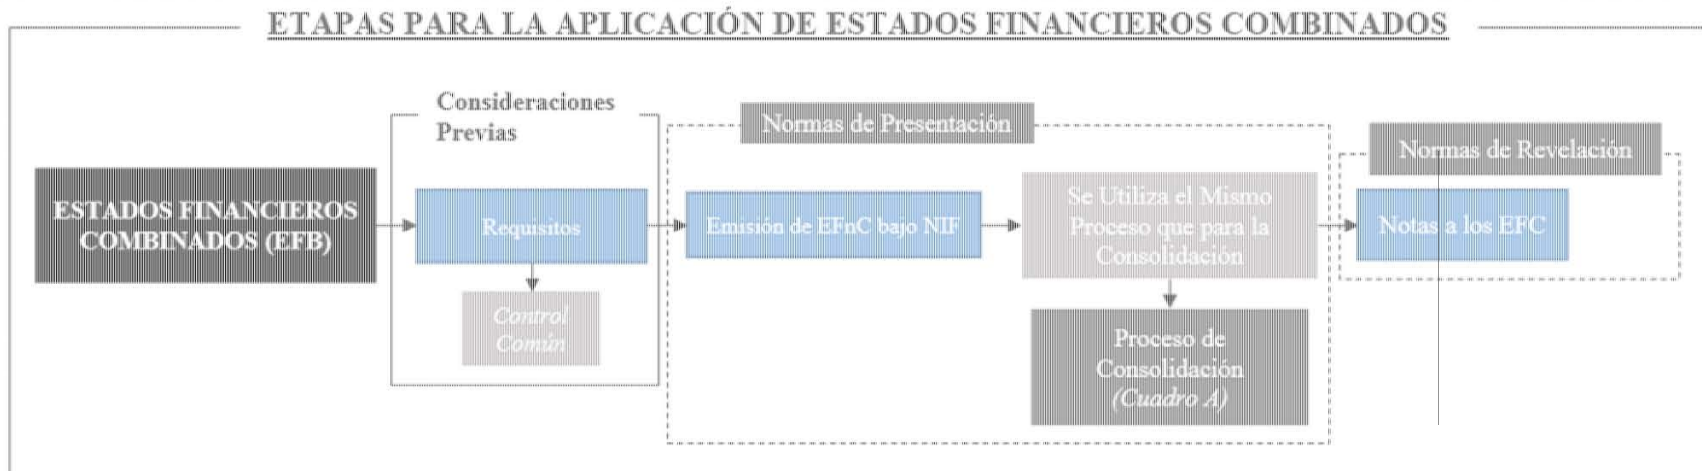 ETAPAS PARA LA APLICACIÓN DE ESTADOS FINANCIEROS COMBINADOS
Consideraciones
Previas
Normas de Presentación
Normas de Revelación
ESTADOS FINANCIEROS
COMBINADOS (EFB)
Requisitos
Emisión de EFnC bajo NIF
Se Utiliza el Mismo
Proceso que para la
Consolidación
Notas a los EFC
Control
Común
Proceso de
Consolidación
(Cuadro A)